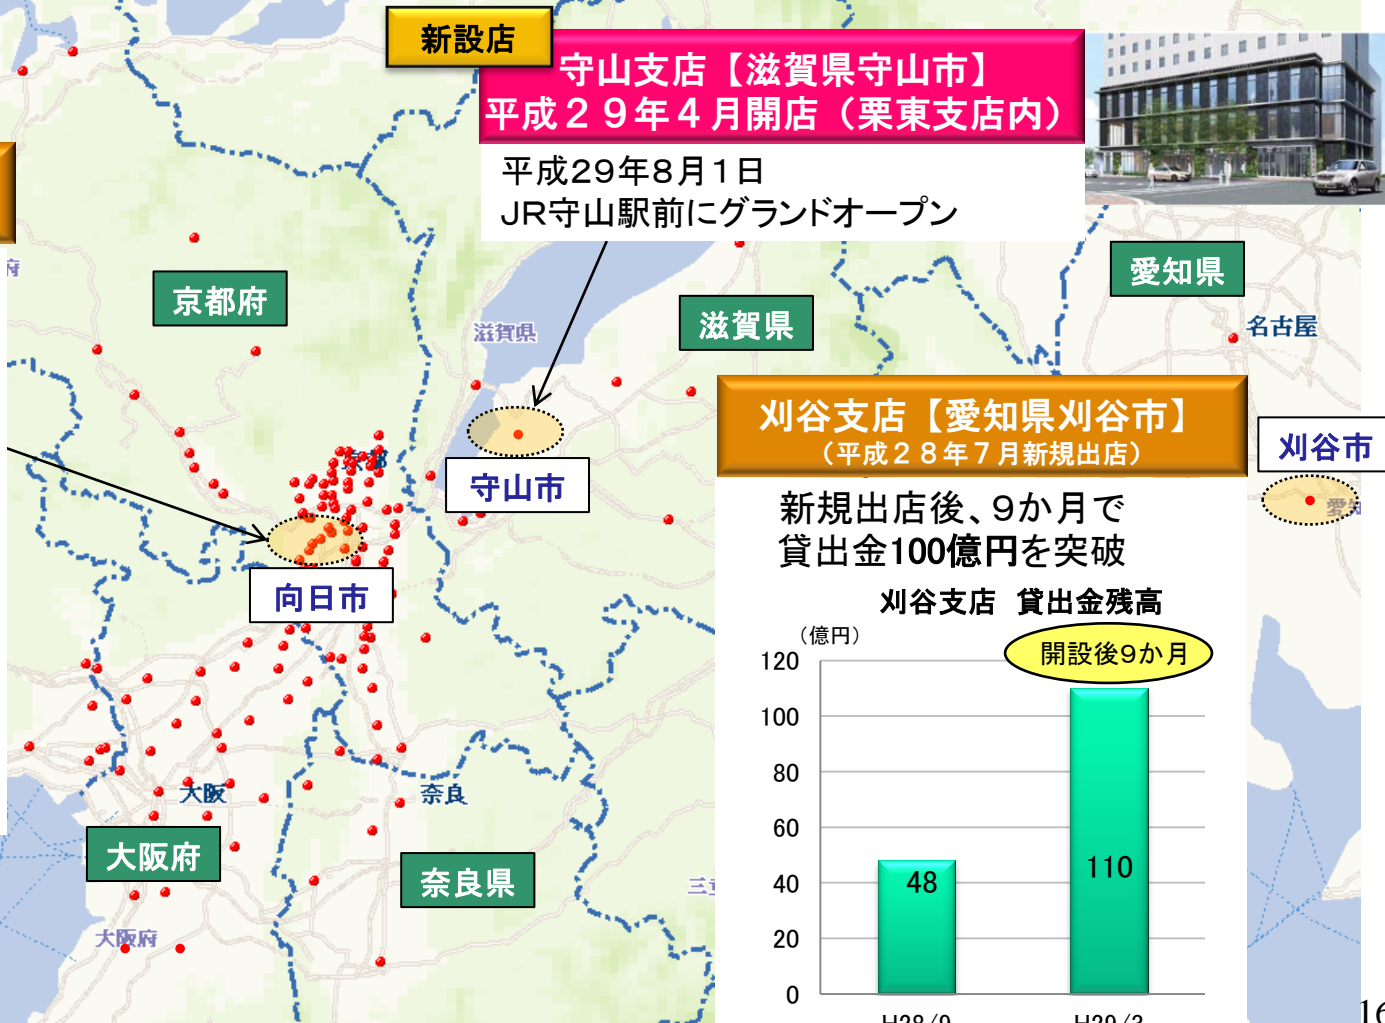 新設店
守山支店【滋賀県守山市】
平成２９年４月開店（栗東支店内）
平成29年8月1日
JR守山駅前にグランドオープン
府
京都府
滋賀県
滋賀県
愛知県
名古屋
京都
守山市
向日市
刈谷市
刈谷支店【愛知県刈谷市】
（平成２８年７月新規出店）
新規出店後、9か月で
貸出金100億円を突破
刈谷支店　貸出金残高
（億円）
開設後9か月
120
100
80
60
40
20
0
48
110
H28/9
H29/3
大阪
奈良
大阪府
奈良県
大阪府
16